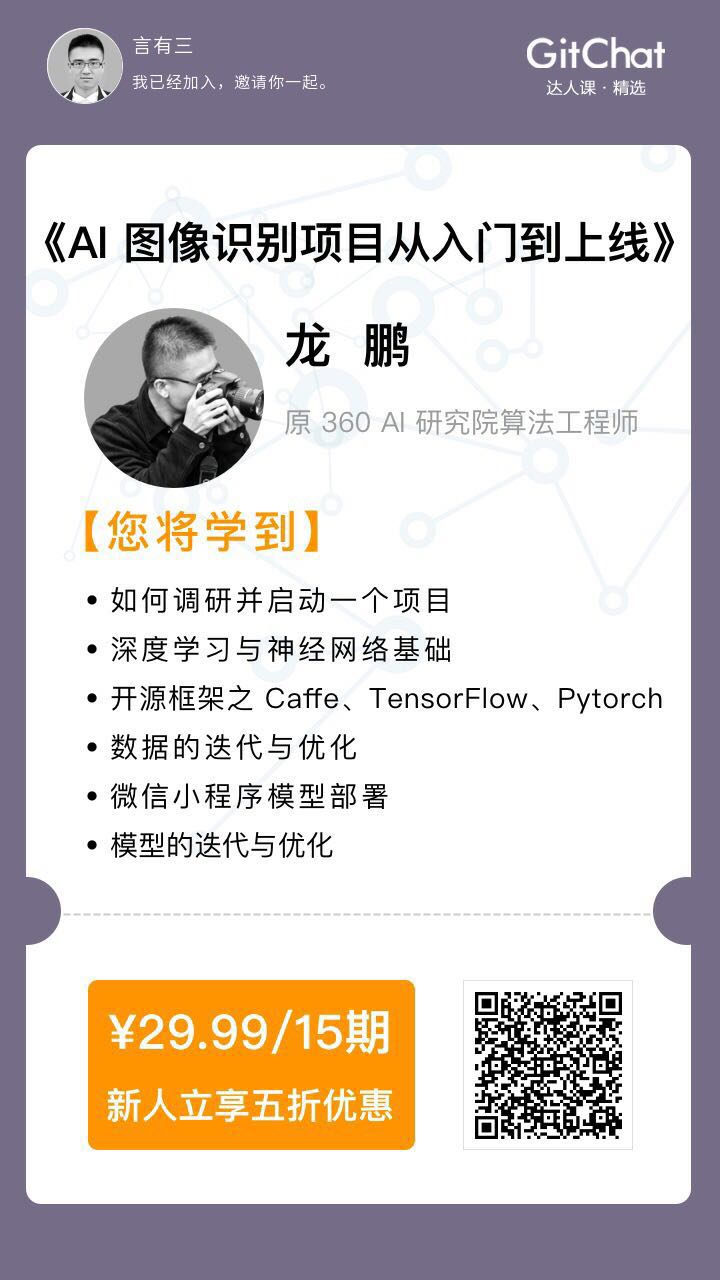 言有三
我已经加入，邀请你一起。
GitChat
达人课·精选
《AI 图像识别项目从入门到上线》
龙 鹏
原 360 AI 研究院算法工程师
【您将学到】
• 如何调研并启动一个项目
• 深度学习与神经网络基础
• 开源框架之 Caffe、TensorFlow、Pytorch
• 数据的迭代与优化
• 微信小程序模型部署
• 模型的迭代与优化
¥29.99/15期
新人立享五折优惠